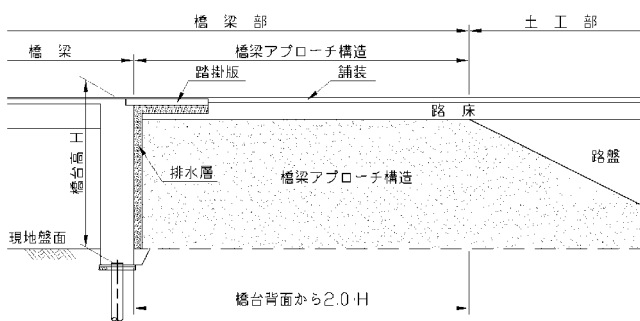 橋梁部
土工部
橋梁
橋梁アプローチ構造
踏掛版
舗装
路床
路盤
橋台高 H
排水層
橋梁アプローチ構造
現地盤面
橋台背面から2.0·H